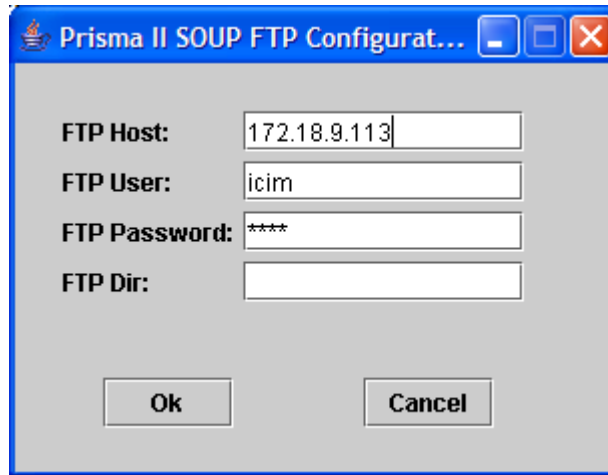 Prisma II SOUP FTP Configurat...
FTP Host: 172.18.9.113
FTP User: icim
FTP Password: ****
FTP Dir:
Ok Cancel